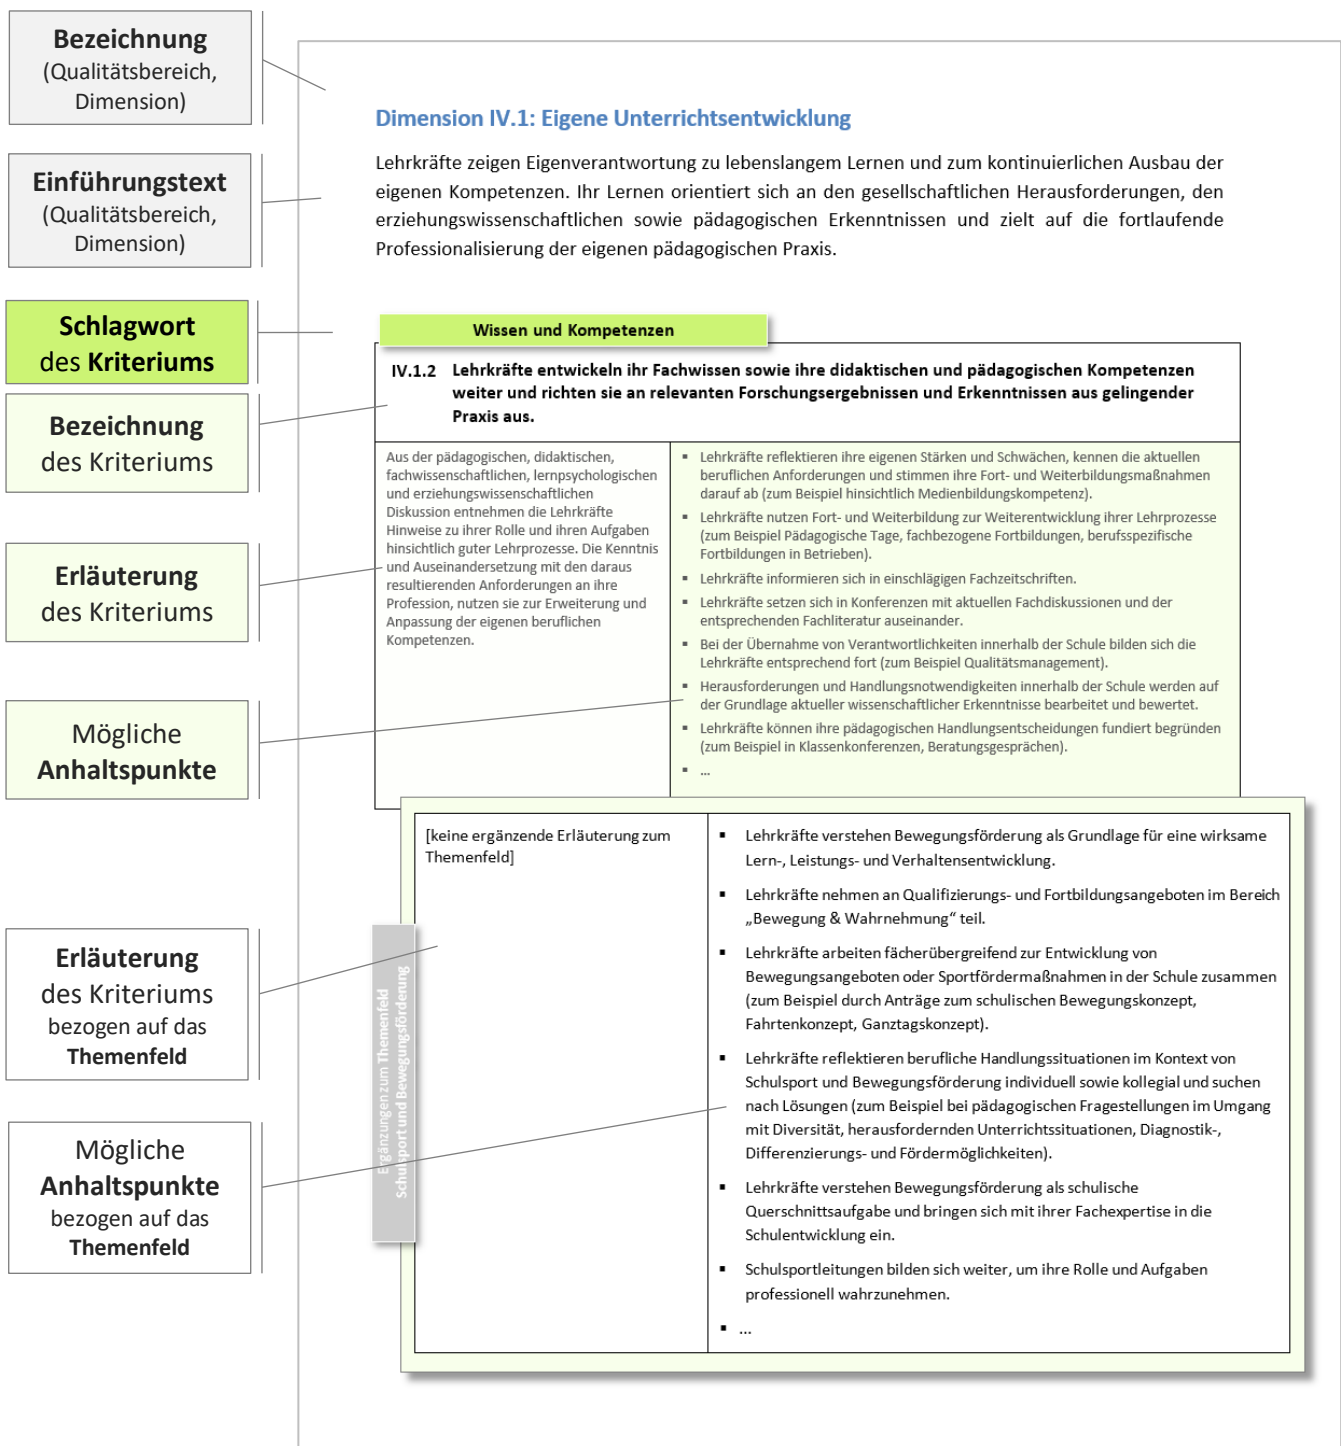 Bezeichnung
(Qualitätsbereich,
Dimension)
Einführungstext
(Qualitätsbereich,
Dimension)
Schlagwort
des Kriteriums
Bezeichnung
des Kriteriums
Erläuterung
des Kriteriums
Mögliche
Anhaltspunkte
Erläuterung
des Kriteriums
bezogen auf das
Themenfeld
Mögliche
Anhaltspunkte
bezogen auf das
Themenfeld
Dimension IV.1: Eigene Unterrichtsentwicklung
Lehrkräfte zeigen Eigenverantwortung zu lebenslangem Lernen und zum kontinuierlichen Ausbau der
eigenen Kompetenzen. Ihr Lernen orientiert sich an den gesellschaftlichen Herausforderungen, den
erziehungswissenschaftlichen sowie pädagogischen Erkenntnissen und zielt auf die fortlaufende
Professionalisierung der eigenen pädagogischen Praxis.
Wissen und Kompetenzen
IV.1.2 Lehrkräfte entwickeln ihr Fachwissen sowie ihre didaktischen und pädagogischen Kompetenzen
weiter und richten sie an relevanten Forschungsergebnissen und Erkenntnissen aus gelingender
Praxis aus.
Aus der pädagogischen, didaktischen,
fachwissenschaftlichen, lernpsychologischen
und erziehungswissenschaftlichen
Diskussion entnehmen die Lehrkräfte
Hinweise zu ihrer Rolle und ihren Aufgaben
hinsichtlich guter Lehrprozesse. Die Kenntnis
und Auseinandersetzung mit den daraus
resultierenden Anforderungen an ihre
Profession, nutzen sie zur Erweiterung und
Anpassung der eigenen beruflichen
Kompetenzen.
▪ Lehrkräfte reflektieren ihre eigenen Stärken und Schwächen, kennen die aktuellen
beruflichen Anforderungen und stimmen ihre Fort- und Weiterbildungsmaßnahmen
darauf ab (zum Beispiel hinsichtlich Medienbildungskompetenz).
▪ Lehrkräfte nutzen Fort- und Weiterbildung zur Weiterentwicklung ihrer Lehrprozesse
(zum Beispiel Pädagogische Tage, fachbezogene Fortbildungen, berufsspezifische
Fortbildungen in Betrieben).
▪ Lehrkräfte informieren sich in einschlägigen Fachzeitschriften.
▪ Lehrkräfte setzen sich in Konferenzen mit aktuellen Fachdiskussionen und der
entsprechenden Fachliteratur auseinander.
▪ Bei der Übernahme von Verantwortlichkeiten innerhalb der Schule bilden sich die
Lehrkräfte entsprechend fort (zum Beispiel Qualitätsmanagement).
▪ Herausforderungen und Handlungsnotwendigkeiten innerhalb der Schule werden auf
der Grundlage aktueller wissenschaftlicher Erkenntnisse bearbeitet und bewertet.
▪ Lehrkräfte können ihre pädagogischen Handlungsentscheidungen fundiert begründen
(zum Beispiel in Klassenkonferenzen, Beratungsgesprächen).
▪ ...
Ergänzungen zum Themenfeld
Schulsport und Bewegungsförderung
[keine ergänzende Erläuterung zum
Themenfeld]
▪ Lehrkräfte verstehen Bewegungsförderung als Grundlage für eine wirksame
Lern-, Leistungs- und Verhaltensentwicklung.
▪ Lehrkräfte nehmen an Qualifizierungs- und Fortbildungsangeboten im Bereich
„Bewegung & Wahrnehmung“ teil.
▪ Lehrkräfte arbeiten fächerübergreifend zur Entwicklung von
Bewegungsangeboten oder Sportfördermaßnahmen in der Schule zusammen
(zum Beispiel durch Anträge zum schulischen Bewegungskonzept,
Fahrtenkonzept, Ganztagskonzept).
▪ Lehrkräfte reflektieren berufliche Handlungssituationen im Kontext von
Schulsport und Bewegungsförderung individuell sowie kollegial und suchen
nach Lösungen (zum Beispiel bei pädagogischen Fragestellungen im Umgang
mit Diversität, herausfordernden Unterrichtssituationen, Diagnostik-,
Differenzierungs- und Fördermöglichkeiten).
▪ Lehrkräfte verstehen Bewegungsförderung als schulische
Querschnittsaufgabe und bringen sich mit ihrer Fachexpertise in die
Schulentwicklung ein.
▪ Schulsportleitungen bilden sich weiter, um ihre Rolle und Aufgaben
professionell wahrzunehmen.
▪ ...